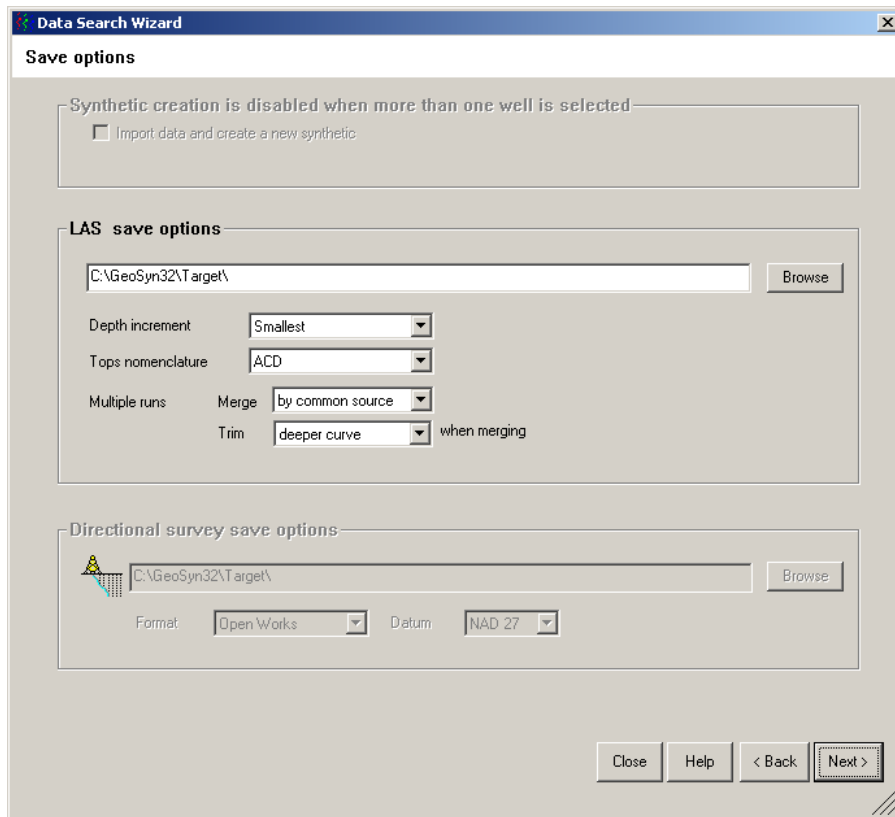 Data Search Wizard
Save options
Synthetic creation is disabled when more than one well is selected
Import data and create a new synthetic
LAS save options
C:\GeoSyn32\Target\
Browse
Depth increment Smallest
Tops nomenclature ACD
Multiple runs Merge by common source
Trim deeper curve when merging
Directional survey save options
C:\GeoSyn32\Target\
Browse
Format Open Works Datum NAD 27
Close Help < Back Next >